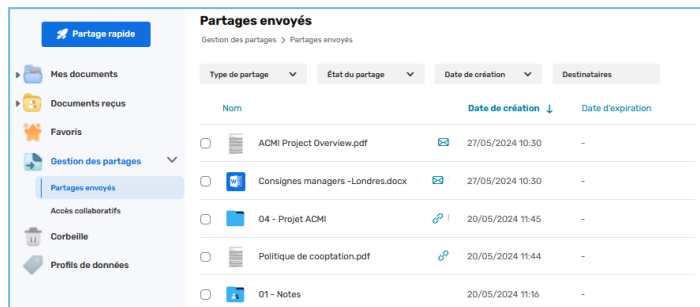 Partage rapide
Mes documents
Documents reçus
Favoris
Gestion des partages
Partages envoyés
Accès collaboratifs
Corbeille
Profils de données
Partages envoyés
Gestion des partages > Partages envoyés
Type de partage État du partage Date de création Destinataires
Nom Date de création ↓ Date d'expiration
ACMI Project Overview.pdf 27/05/2024 10:30 -
Consignes managers -Londres.docx 27/05/2024 10:30 -
04 - Projet ACMI 20/05/2024 11:45 -
Politique de cooptation.pdf 20/05/2024 11:44 -
01 - Notes 20/05/2024 11:16 -